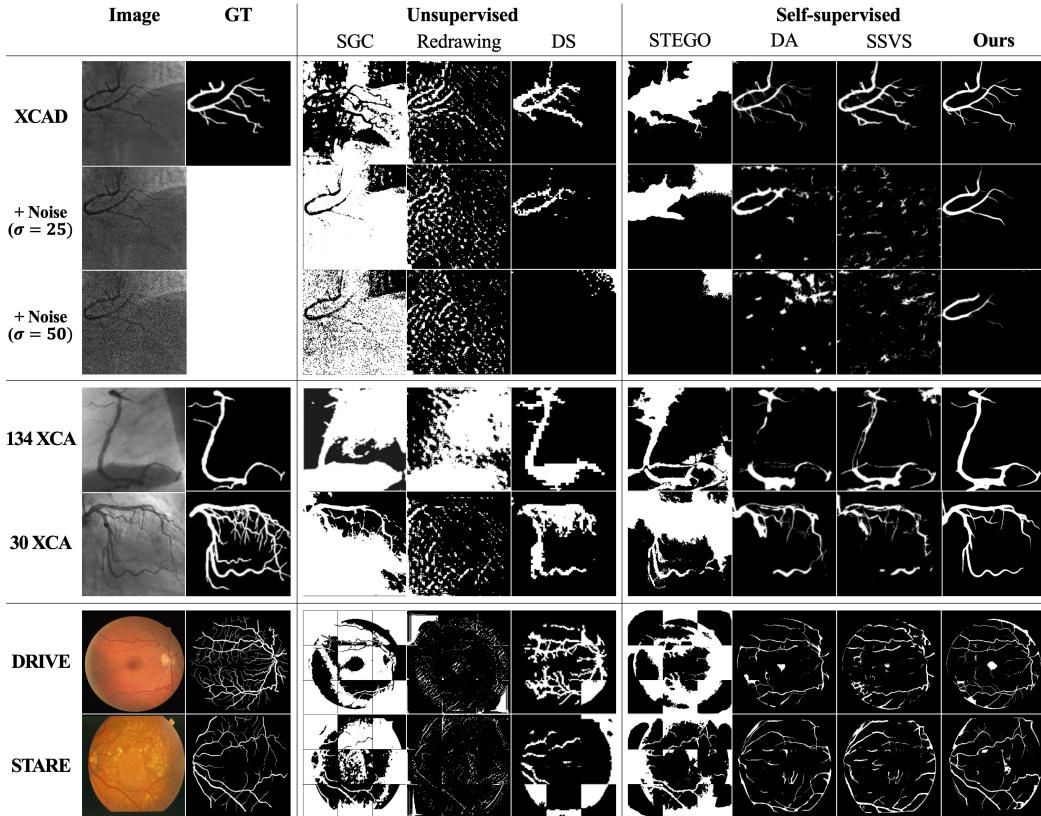 Image GT Unsupervised Self-supervised
SGC Redrawing DS STEGO DA SSVS Ours
XCAD
+ Noise
(σ = 25)
+ Noise
(σ = 50)
134 XCA
30 XCA
DRIVE
STARE